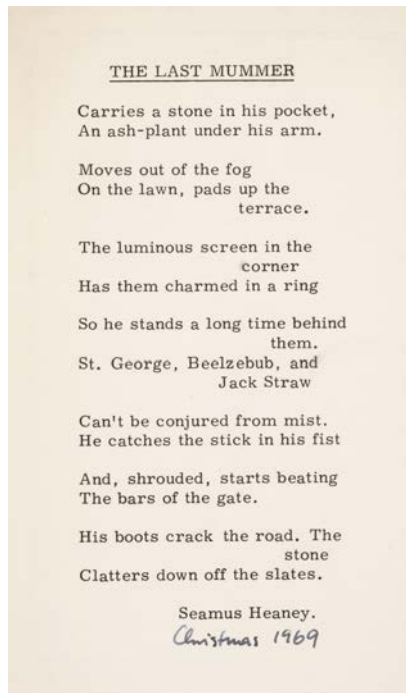 THE LAST MUMMER
Carries a stone in his pocket,
An ash-plant under his arm.
Moves out of the fog
On the lawn, pads up the
terrace.
The luminous screen in the
corner
Has them charmed in a ring
So he stands a long time behind
them.
St. George, Beelzebub, and
Jack Straw
Can't be conjured from mist.
He catches the stick in his fist
And, shrouded, starts beating
The bars of the gate.
His boots crack the road. The
stone
Clatters down off the slates.
Seamus Heaney.
Christmas 1969